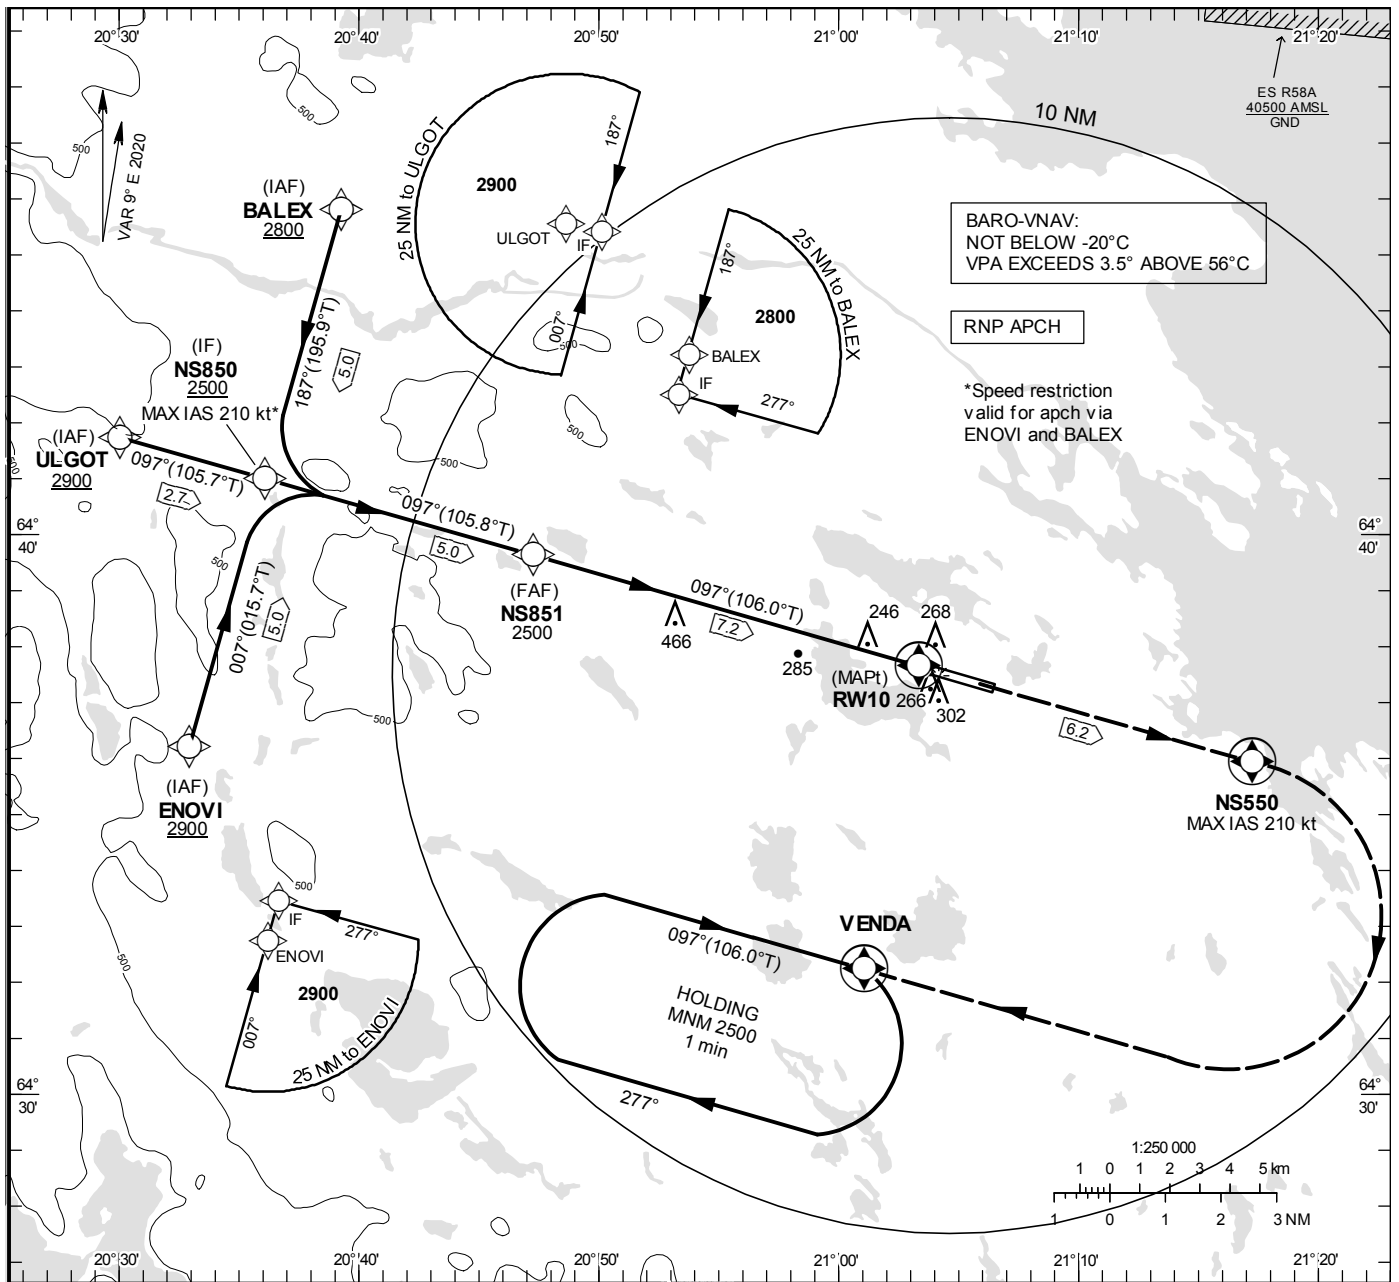 20°30'
20°40'
20°50'
21°00'
21°10'
21°20'
ES R58A
40500 AMSL
GND
10 NM
500
500
VAR 9° E 2020
(IAF)
BALEX
2800
187°(195.9°T)
5.0
25 NM to ULGOT
2900
187°
ULGOT
IF
007°
500
187°
25 NM to BALEX
2800
BALEX
IF
277°
BARO-VNAV:
NOT BELOW -20°C
VPA EXCEEDS 3.5° ABOVE 56°C
RNP APCH
*Speed restriction
valid for apch via
ENOVI and BALEX
(IF)
NS850
2500
MAX IAS 210 kt*
(IAF)
ULGOT
2900
500
097°(105.7°T)
2.7
500
500
097°(105.8°T)
5.0
64°
40'
64°
40'
500
007°(015.7°T)
5.0
(FAF)
NS851
2500
097°(106.0°T)
7.2
466
285
246
268
(MAPt)
RW10
266
302
6.2
500
(IAF)
ENOVI
2900
NS550
MAX IAS 210 kt
500
IF
277°
ENOVI
2900
007°
25 NM to ENOVI
500
VENDA
097°(106.0°T)
HOLDING
MNM 2500
1 min
277°
64°
30'
64°
30'
1:250 000
1 0 1 2 3 4 5 km
1 0 1 2 3 NM
20°30'
20°40'
20°50'
21°00'
21°10'
21°20'